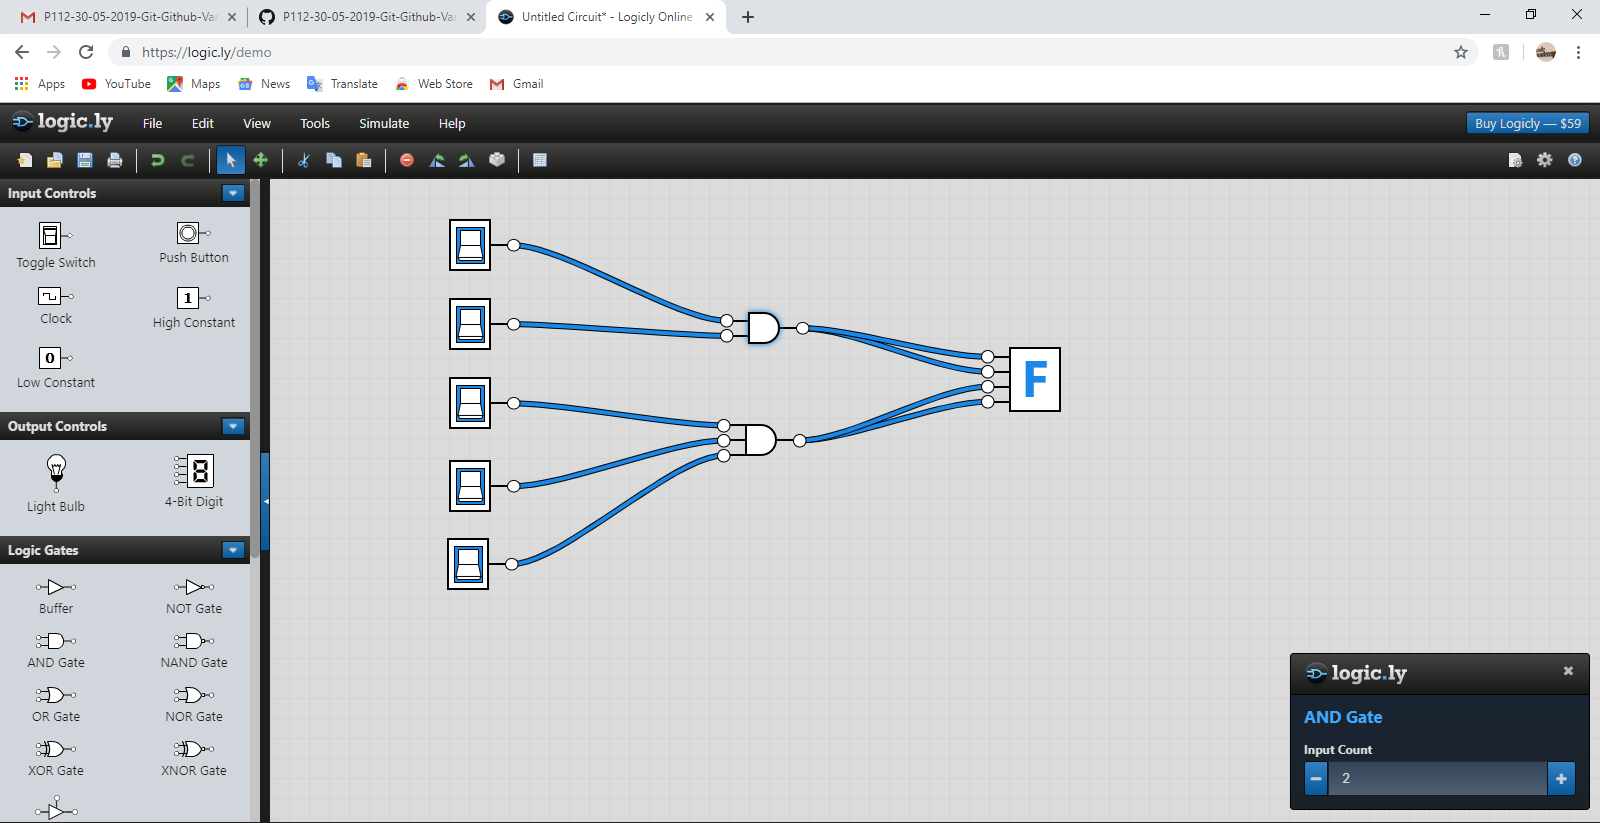 P112-30-05-2019-Git-Github-Var
P112-30-05-2019-Git-Github-Var
Untitled Circuit* - Logicly Online
https://logic.ly/demo
Apps YouTube Maps News Translate Web Store Gmail
logic.ly File Edit View Tools Simulate Help Buy Logicly — $59
Input Controls
Toggle Switch Push Button
Clock 1 High Constant
0 Low Constant
Output Controls
Light Bulb 8 4-Bit Digit
Logic Gates
Buffer NOT Gate
AND Gate NAND Gate
OR Gate NOR Gate
XOR Gate XNOR Gate
F
logic.ly
AND Gate
Input Count
2